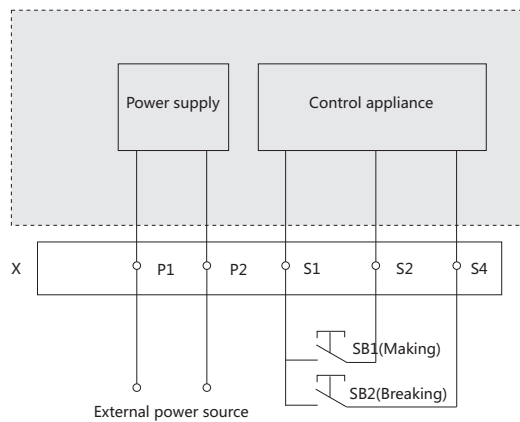 Power supply
Control appliance
X P1 P2 S1 S2 S4
SB1(Making)
SB2(Breaking)
External power source